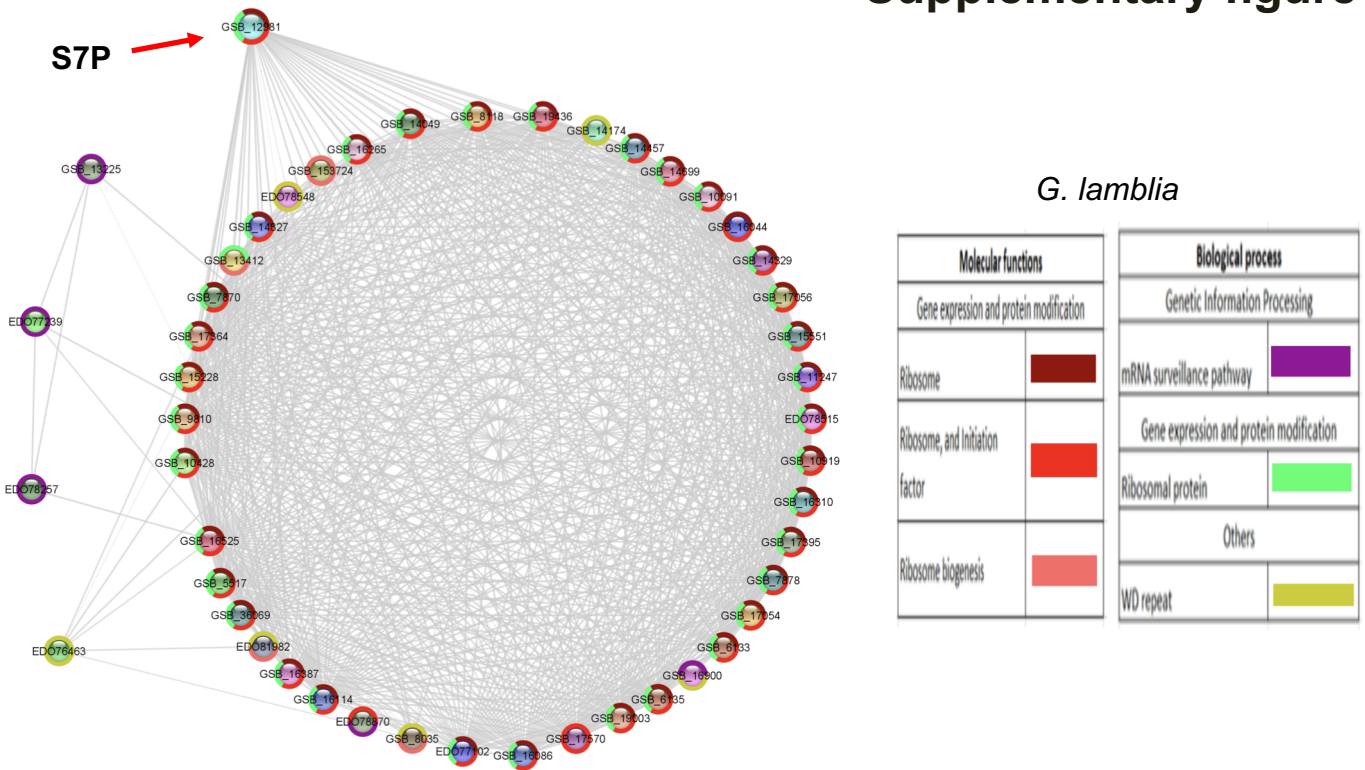 Supplementary figure
GSB_12981
S7P
GSB_14049
GSB_8118
GSB_19436
GSB_14174
GSB_16265
GSB_14457
GSB_13225
GSB_153724
GSB_14699
EDO78548
GSB_10091
GSB_14827
GSB_16044
GSB_13412
GSB_14329
GSB_7870
GSB_17056
EDO77239
GSB_17364
GSB_15551
GSB_15228
GSB_11247
GSB_9810
EDO78515
GSB_10428
GSB_10919
EDO78257
GSB_16310
GSB_16525
GSB_17395
GSB_5517
GSB_7878
GSB_36069
GSB_17054
EDO76463
EDO81982
GSB_6133
GSB_16387
GSB_16900
GSB_16114
GSB_6135
EDO78870
GSB_19003
GSB_8035
GSB_17570
EDO77102
GSB_16086
G. lamblia
Molecular functions
Gene expression and protein modification
Ribosome
Ribosome, and Initiation
factor
Ribosome biogenesis
Biological process
Genetic Information Processing
mRNA surveillance pathway
Gene expression and protein modification
Ribosomal protein
Others
WD repeat